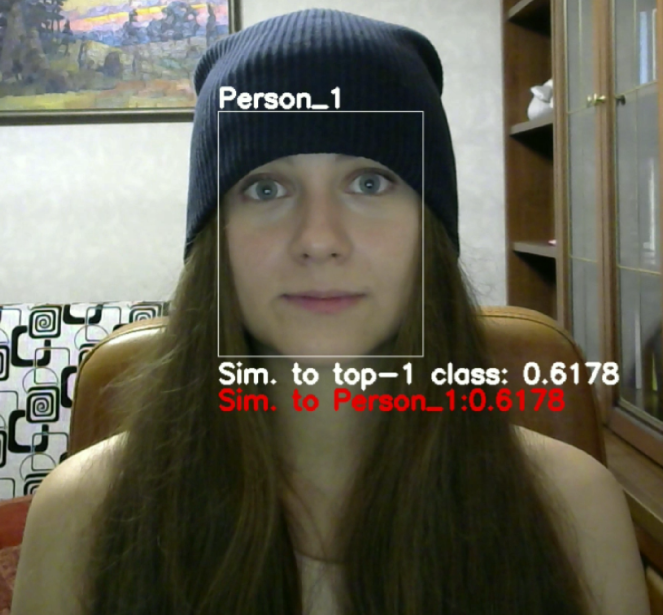 Person_1
Sim. to top-1 class: 0.6178
Sim. to Person_1:0.6178